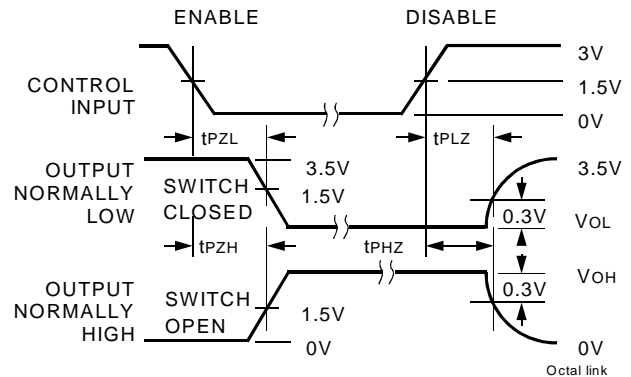 ENABLE DISABLE
3V
CONTROL INPUT 1.5V
0V
tPZL tPLZ
OUTPUT NORMALLY LOW
SWITCH CLOSED
3.5V 3.5V
1.5V
0.3V VOL
tPZH tPHZ
OUTPUT NORMALLY HIGH
SWITCH OPEN
0.3V VOH
1.5V
0V 0V
Octal link